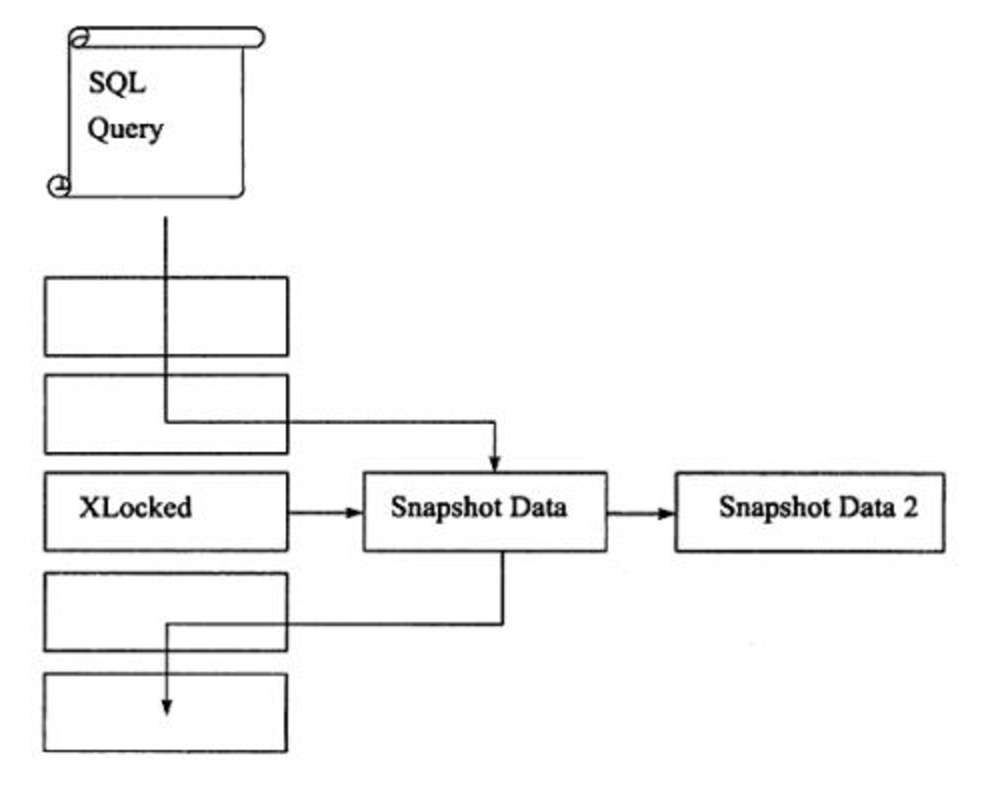 SQL
Query
XLocked
Snapshot Data
Snapshot Data 2